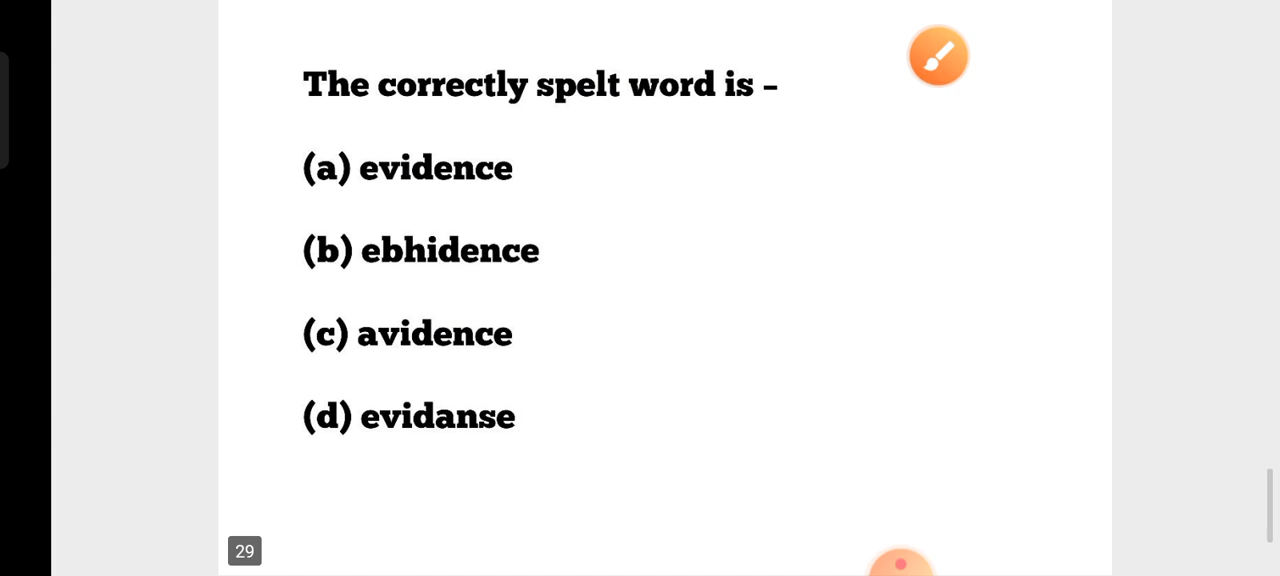 The correctly spelt word is –
(a) evidence
(b) ebhidence
(c) avidence
(d) evidanse
29